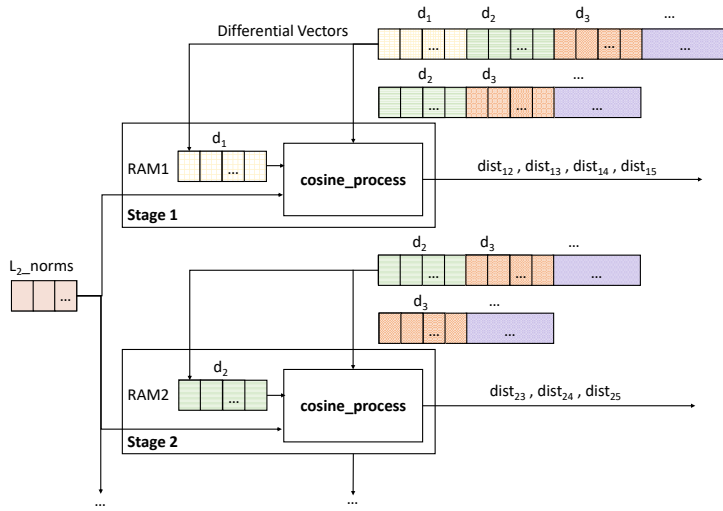 d₁ d₂ d₃ ...
Differential Vectors
... ... ... ...
d₂ d₃ ...
... ... ...
d₁
RAM1 ...
cosine_process
dist₁₂ , dist₁₃ , dist₁₄ , dist₁₅
Stage 1
d₂ d₃ ...
L₂_norms
... ... ...
...
d₃ ...
... ...
d₂
RAM2 ...
cosine_process
dist₂₃ , dist₂₄ , dist₂₅
Stage 2
... ...